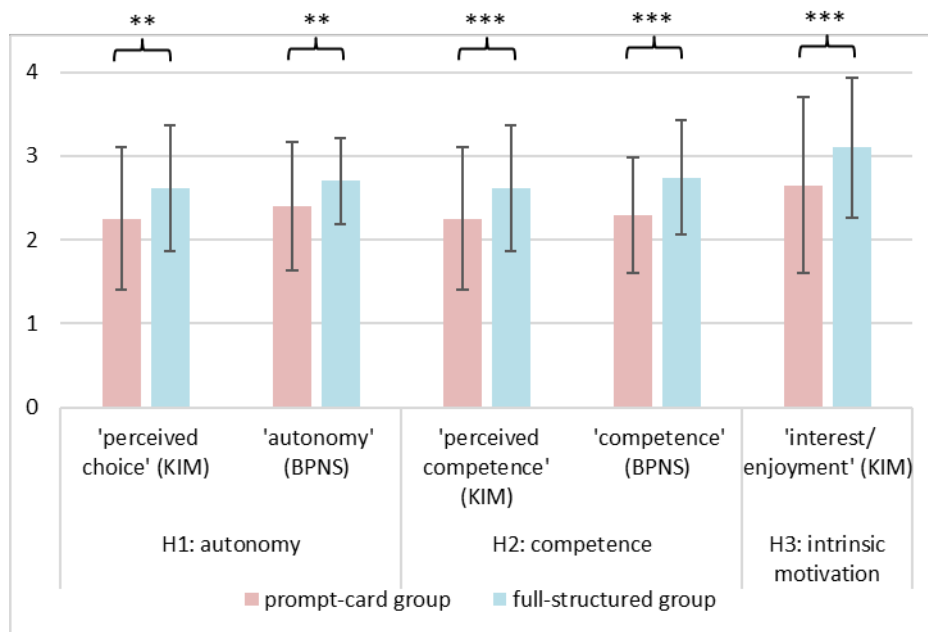 ** ** *** *** ***
4
3
2
1
0
'perceived choice' (KIM)
'autonomy' (BPNS)
'perceived competence' (KIM)
'competence' (BPNS)
'interest/ enjoyment' (KIM)
H1: autonomy
H2: competence
H3: intrinsic motivation
prompt-card group
full-structured group